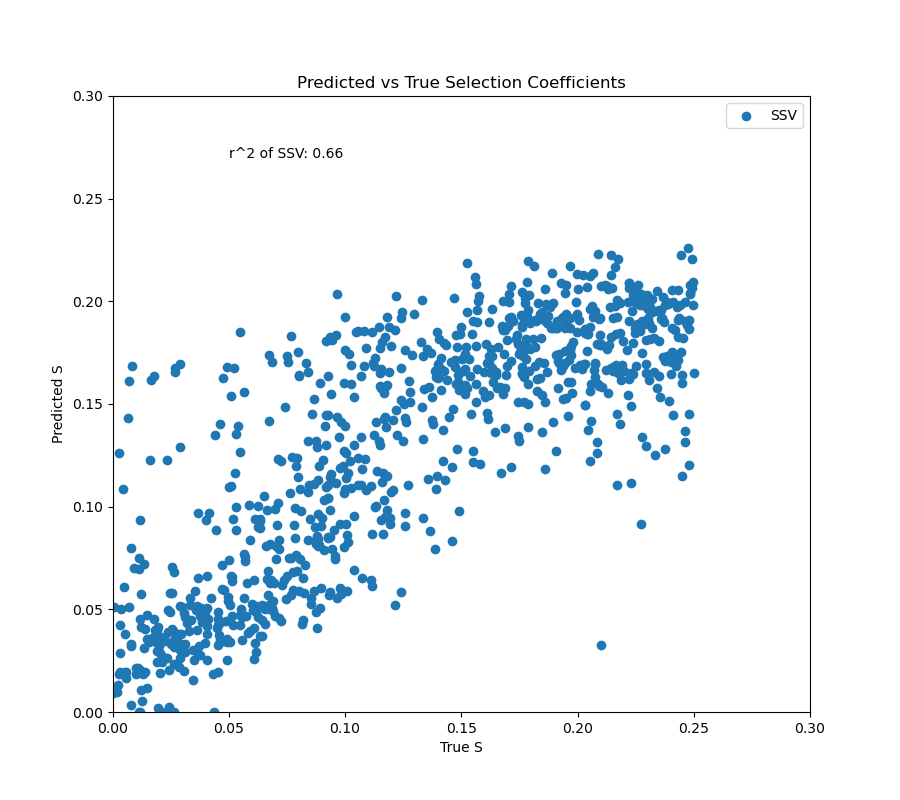 Predicted vs True Selection Coefficients
0.30
0.25
0.20
0.15
0.10
0.05
0.00
Predicted S
r^2 of SSV: 0.66
SSV
0.00 0.05 0.10 0.15 0.20 0.25 0.30
True S